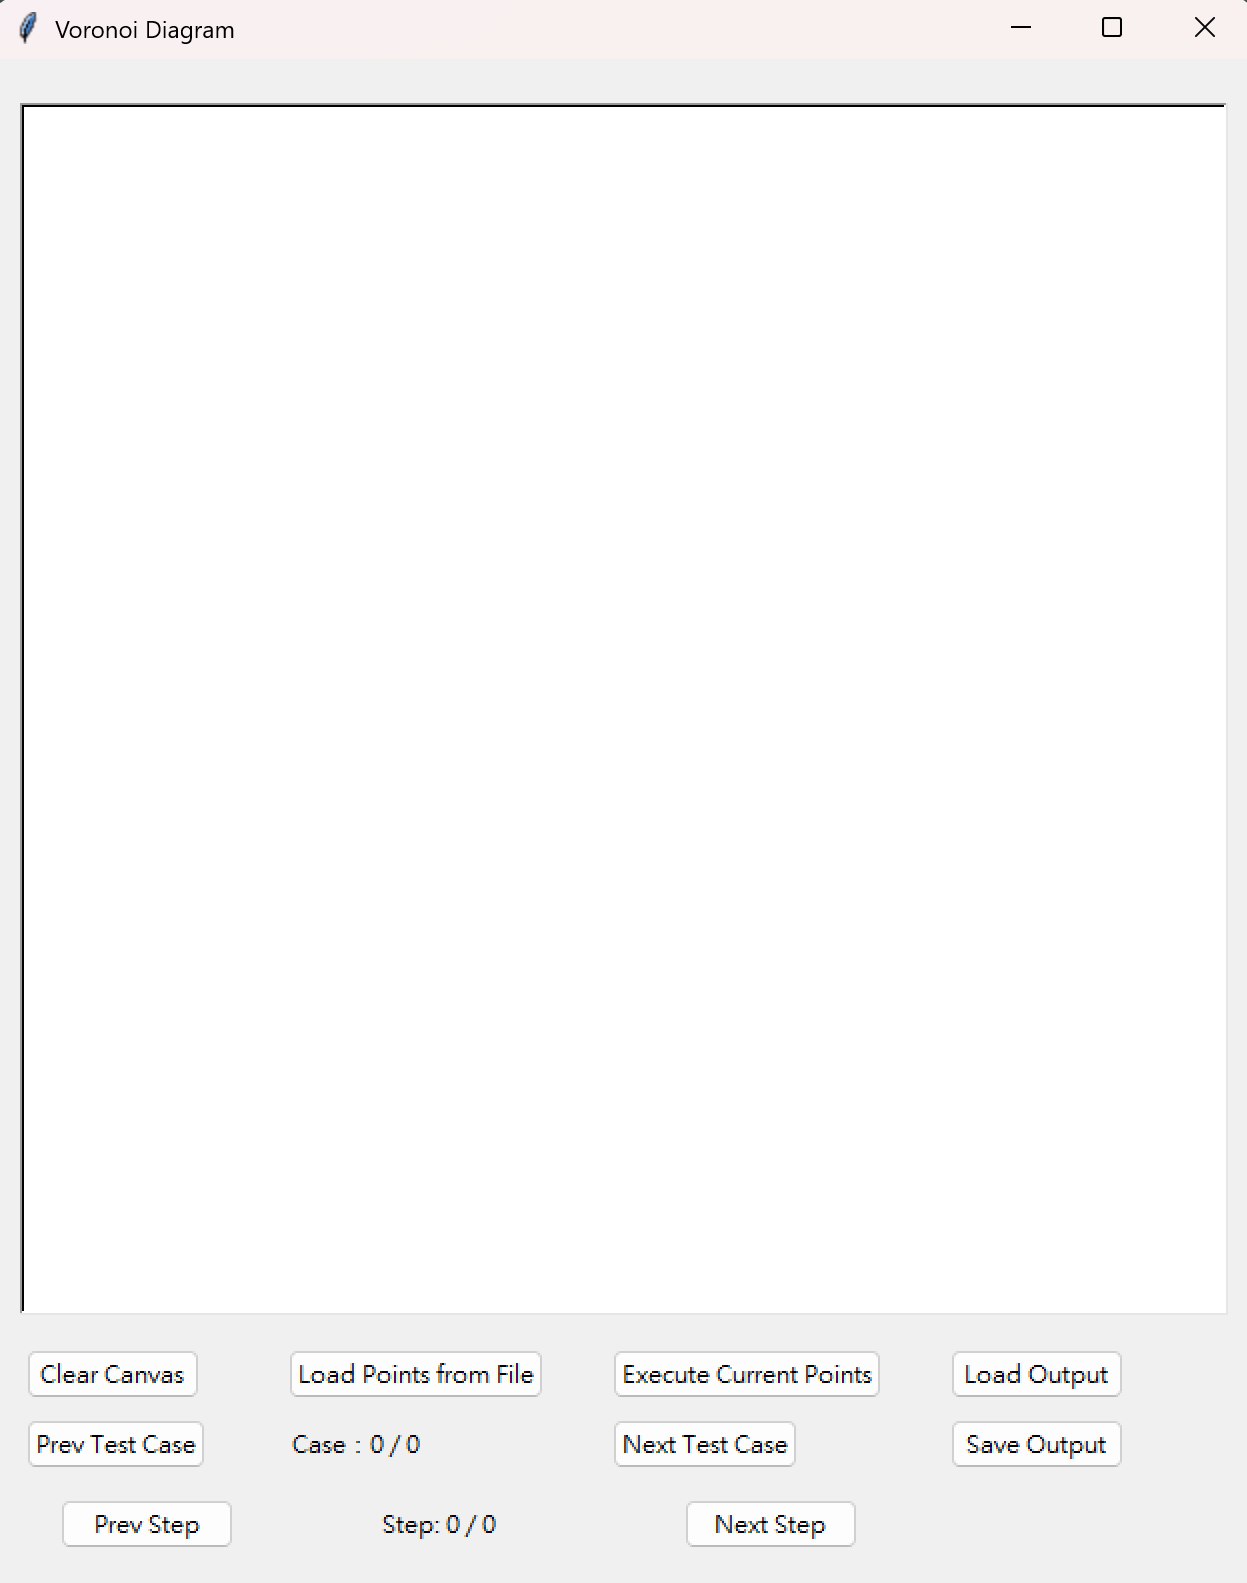 Voronoi Diagram
Clear Canvas Load Points from File Execute Current Points Load Output
Prev Test Case Case：0 / 0 Next Test Case Save Output
Prev Step Step: 0 / 0 Next Step